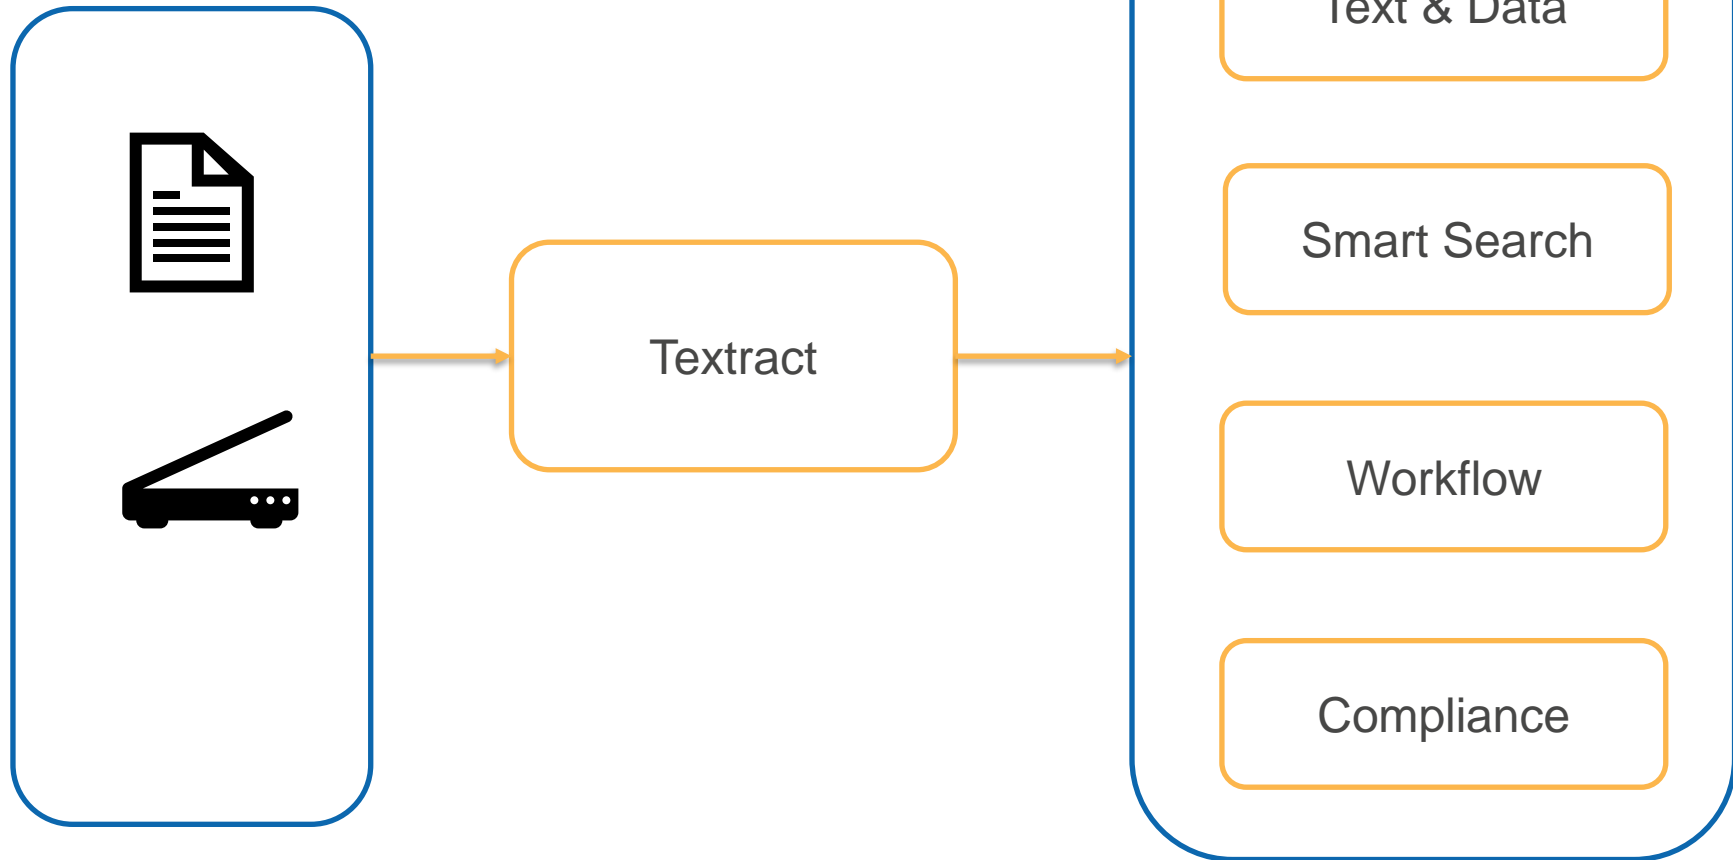 Text & Data
Smart Search
Textract
Workflow
Compliance